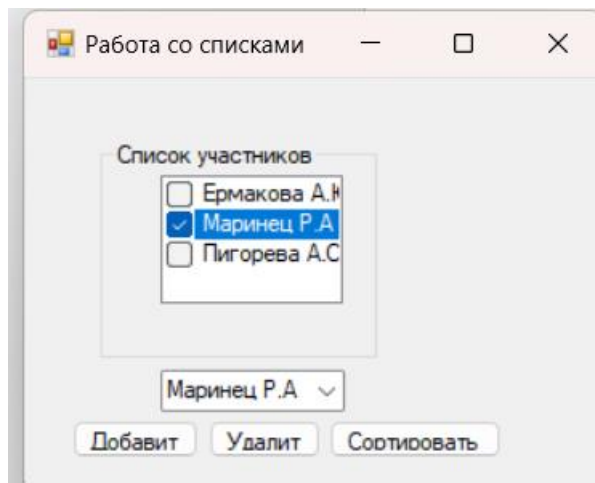 Работа со списками
Список участников
Ермакова А.К
Маринец Р.А
Пигорева А.С
Маринец Р.А
Добавит Удалит Сортировать